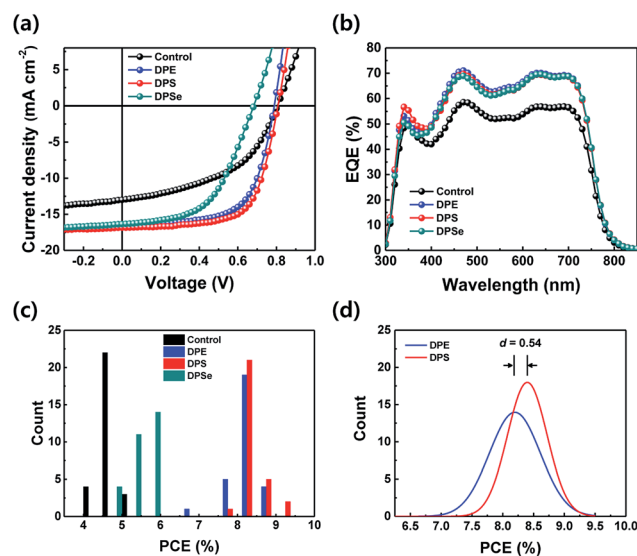 (a)
Control
DPE
DPS
DPSe
5
0
-5
-10
-15
-20
-0.2 0.0 0.2 0.4 0.6 0.8 1.0
Current density (mA cm⁻²)
Voltage (V)
(b)
80
70
60
50
40
30
20
10
0
300 400 500 600 700 800
EQE (%)
Wavelength (nm)
Control
DPE
DPS
DPSe
(c)
Control
DPE
DPS
DPSe
25
20
15
10
5
0
4 5 6 7 8 9 10
Count
PCE (%)
(d)
DPE
DPS
d = 0.54
25
20
15
10
5
0
6.5 7.0 7.5 8.0 8.5 9.0 9.5 10.0
Count
PCE (%)